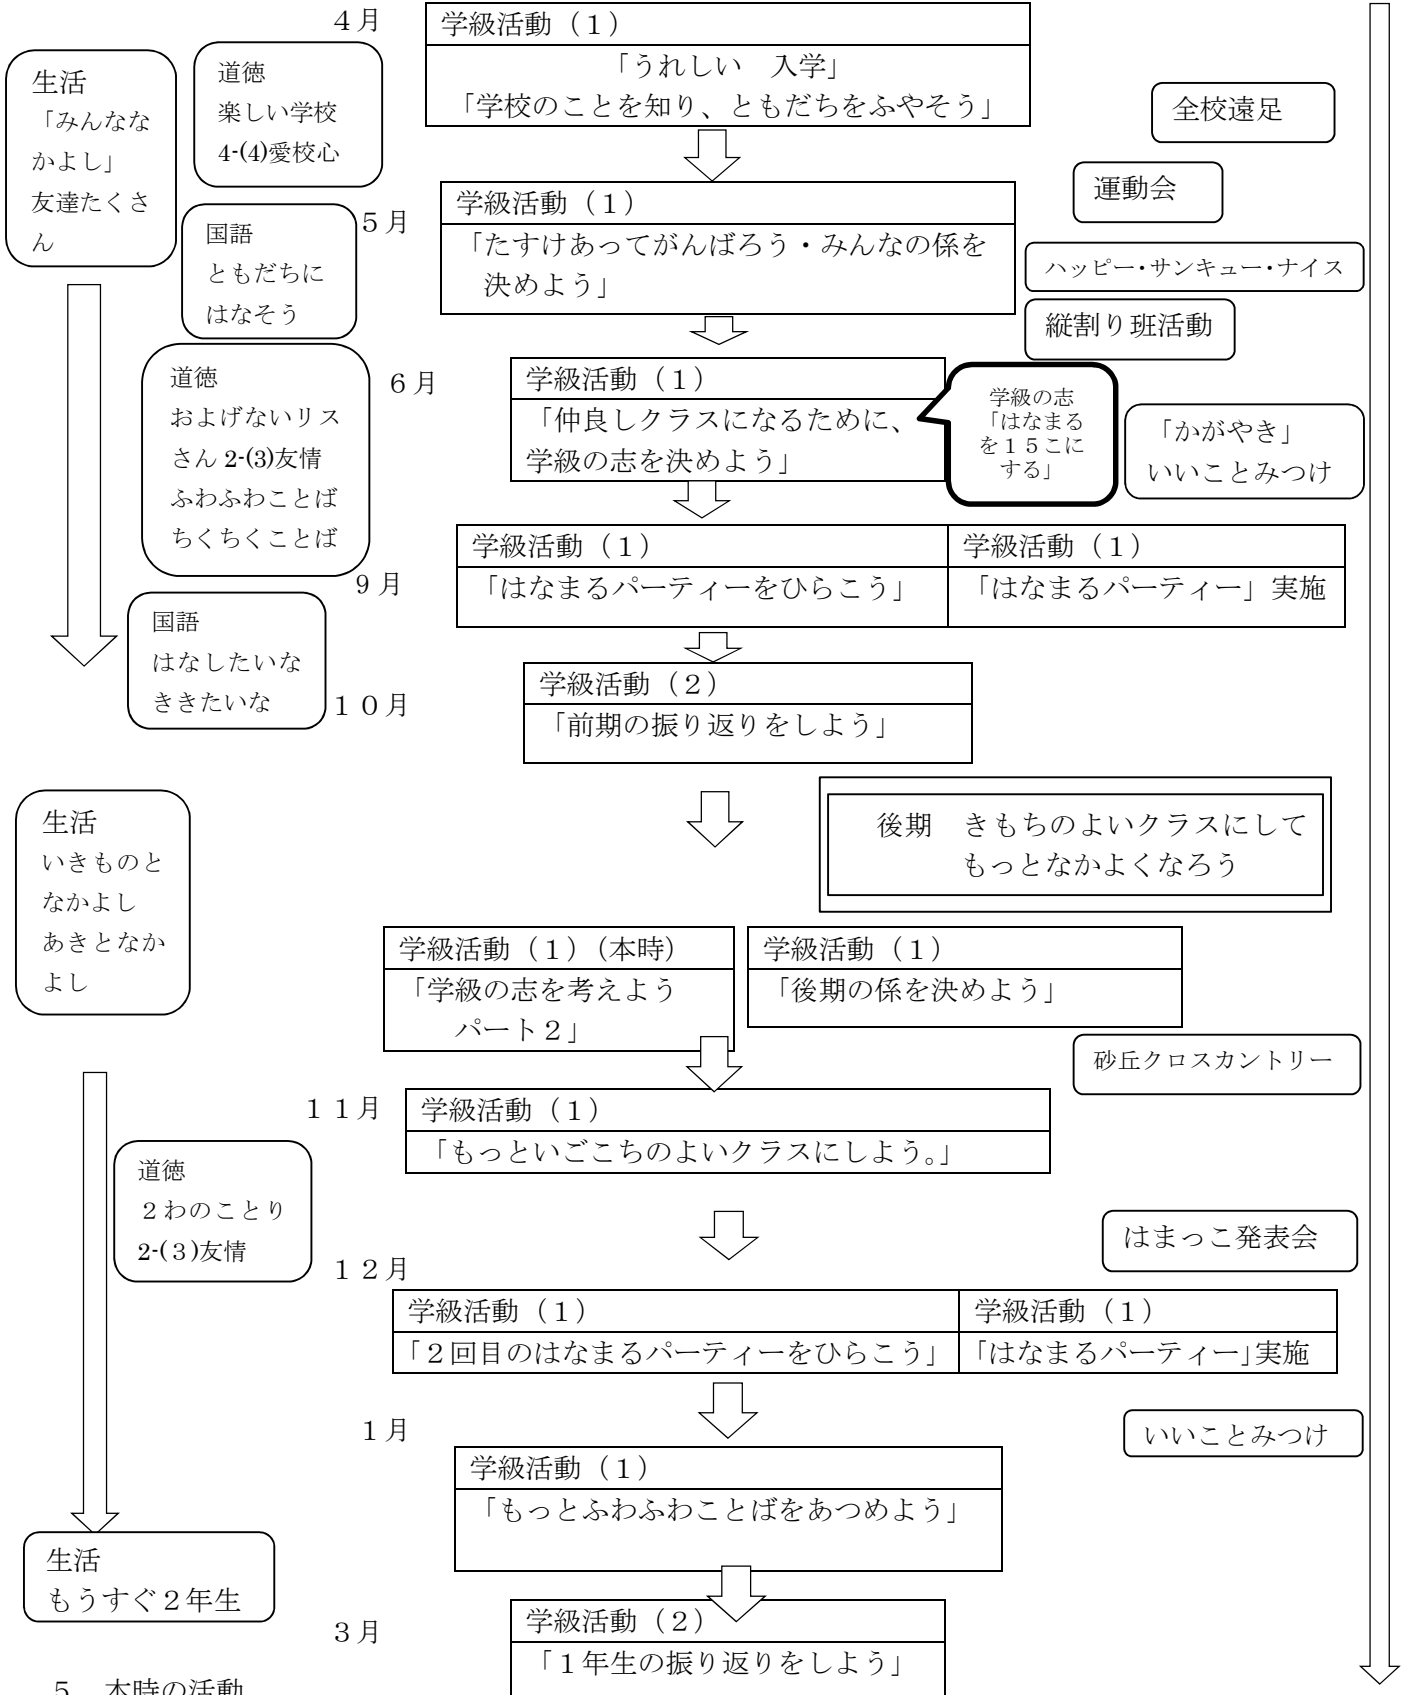 ４月
学級活動（１）
「うれしい　入学」
「学校のことを知り、ともだちをふやそう」
生活
「みんなな
かよし」
友達たくさ
ん
道徳
楽しい学校
4-(4)愛校心
全校遠足
運動会
５月
学級活動（１）
「たすけあってがんばろう・みんなの係を
決めよう」
国語
ともだちに
はなそう
ハッピー・サンキュー・ナイス
縦割り班活動
道徳
およげないリス
さん 2-(3)友情
ふわふわことば
ちくちくことば
６月
学級活動（１）
「仲良しクラスになるために、
学級の志を決めよう」
学級の志
「はなまる
を１５こに
する」
「かがやき」
いいことみつけ
９月
学級活動（１）
「はなまるパーティーをひらこう」
学級活動（１）
「はなまるパーティー」実施
国語
はなしたいな
ききたいな
１０月
学級活動（２）
「前期の振り返りをしよう」
後期　きもちのよいクラスにして
もっとなかよくなろう
生活
いきものと
なかよし
あきとなか
よし
学級活動（１）（本時）
「学級の志を考えよう
パート２」
学級活動（１）
「後期の係を決めよう」
砂丘クロスカントリー
１１月
学級活動（１）
「もっといごこちのよいクラスにしよう。」
道徳
２わのことり
2-(３)友情
はまっこ発表会
１２月
学級活動（１）
「２回目のはなまるパーティーをひらこう」
学級活動（１）
「はなまるパーティー」実施
１月
いいことみつけ
学級活動（１）
「もっとふわふわことばをあつめよう」
生活
もうすぐ２年生
３月
学級活動（２）
「１年生の振り返りをしよう」
５　本時の活動